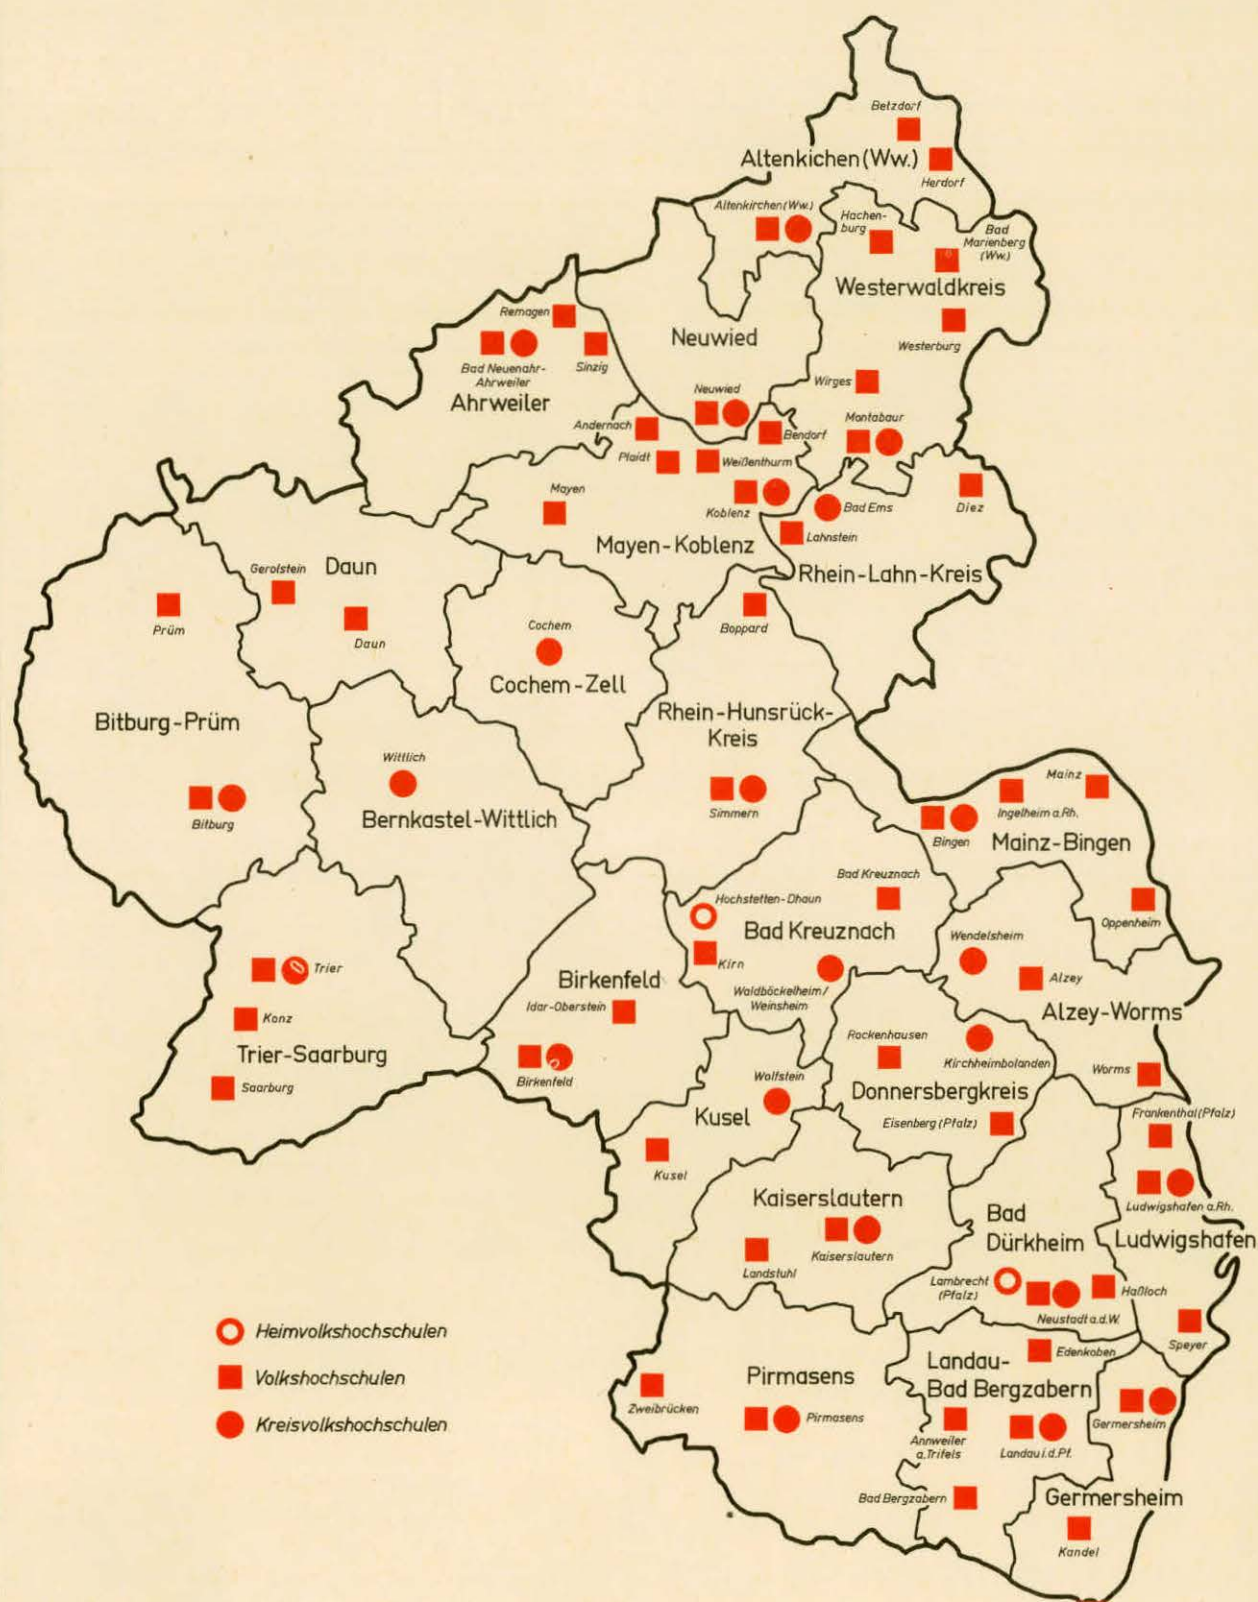 Betzdorf
Altenkichen (Ww.)
Herdorf
Altenkirchen (Ww.)
Hachen-
burg
Bad
Marienberg
(Ww.)
Westerwaldkreis
Remagen
Neuwied
Westerburg
Bad Neuenahr-
Ahrweiler
Sinzig
Ahrweiler
Wirges
Neuwied
Andernach
Bendorf
Montabaur
Plaidt
Weißenthurm
Mayen
Koblenz
Bad Ems
Diez
Lahnstein
Mayen-Koblenz
Rhein-Lahn-Kreis
Gerolstein
Daun
Prüm
Daun
Cochem
Boppard
Cochem-Zell
Bitburg-Prüm
Rhein-Hunsrück-
Kreis
Wittlich
Bitburg
Bernkastel-Wittlich
Simmern
Mainz
Ingelheim a.Rh.
Bingen
Mainz-Bingen
Bad Kreuznach
Hochstetten-Dhaun
Oppenheim
Bad Kreuznach
Wendelsheim
Kirn
Trier
Birkenfeld
Waldböckelheim/
Weinsheim
Alzey
Idar-Oberstein
Alzey-Worms
Konz
Trier-Saarburg
Rockenhausen
Kirchheimbolanden
Saarburg
Birkenfeld
Wolfstein
Donnersbergkreis
Worms
Kusel
Eisenberg (Pfalz)
Frankenthal (Pfalz)
Kusel
Kaiserslautern
Ludwigshafen a.Rh.
Bad
Dürkheim
Ludwigshafen
Kaiserslautern
Landstuhl
Lambrecht
(Pfalz)
Haßloch
Neustadt a.d.W.
Speyer
Heimvolkshochschulen
Volkshochschulen
Kreisvolkshochschulen
Edenkoben
Landau-
Bad Bergzabern
Pirmasens
Zweibrücken
Pirmasens
Germersheim
Annweiler
a.Trifels
Landau i.d.Pf.
Bad Bergzabern
Germersheim
Kandel